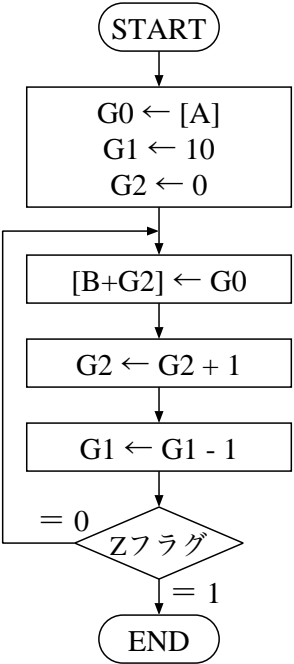 START
G0 ← [A]
G1 ← 10
G2 ← 0
[B+G2] ← G0
G2 ← G2 + 1
G1 ← G1 - 1
＝ 0
Zフラグ
＝ 1
END